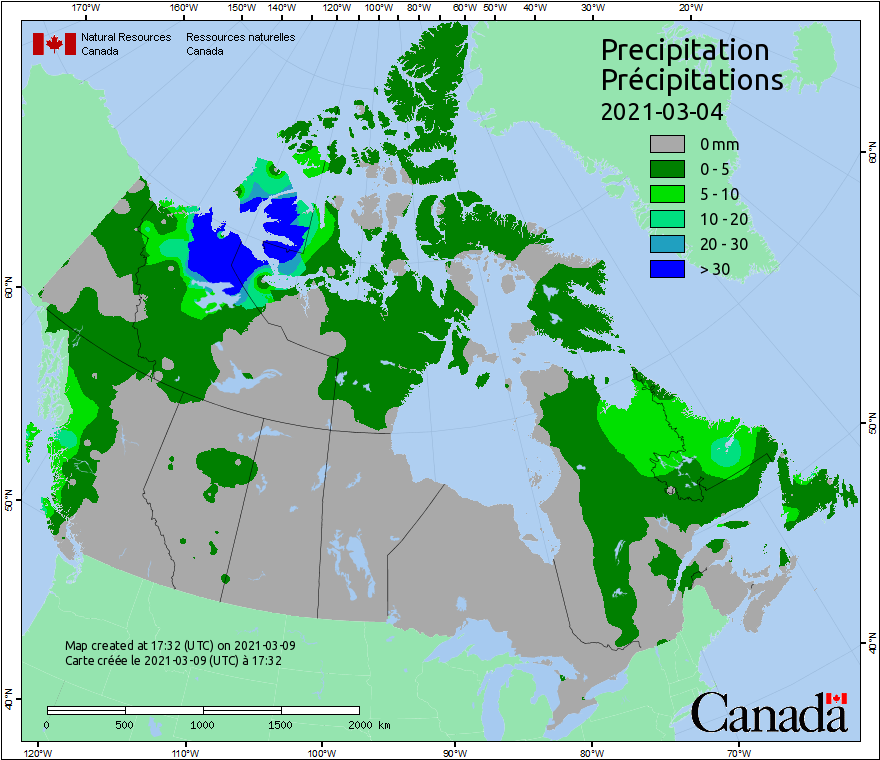 170°W 160°W 150°W 140°W 120°W 100°W 80°W 60°W 50°W 40°W 30°W 20°W
Natural Resources Ressources naturelles
Canada Canada
Precipitation
Précipitations
2021-03-04
0 mm
0 - 5
5 - 10
10 - 20
20 - 30
> 30
60°N
60°N
50°N
50°N
40°N
40°N
Map created at 17:32 (UTC) on 2021-03-09
Carte créée le 2021-03-09 (UTC) à 17:32
0 500 1000 1500 2000 km
Canada
120°W 110°W 100°W 90°W 80°W 70°W